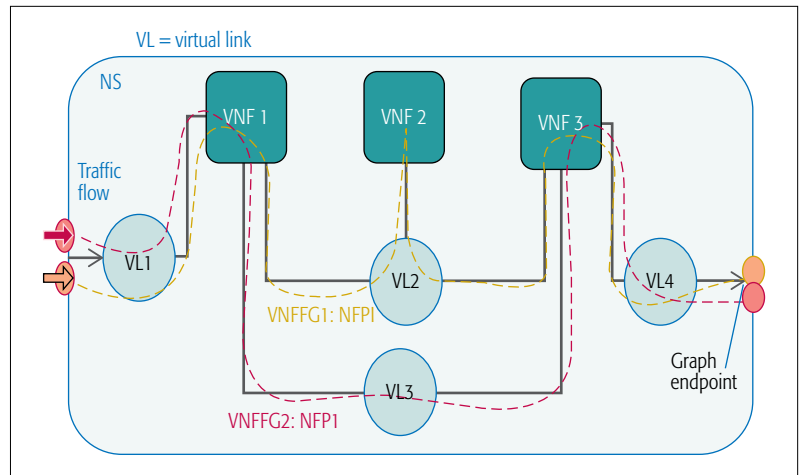 VL = virtual link
NS
VNF 1
VNF 2
VNF 3
Traffic
flow
VL1
VL2
VL4
VNFFG1: NFPI
Graph
endpoint
VL3
VNFFG2: NFP1